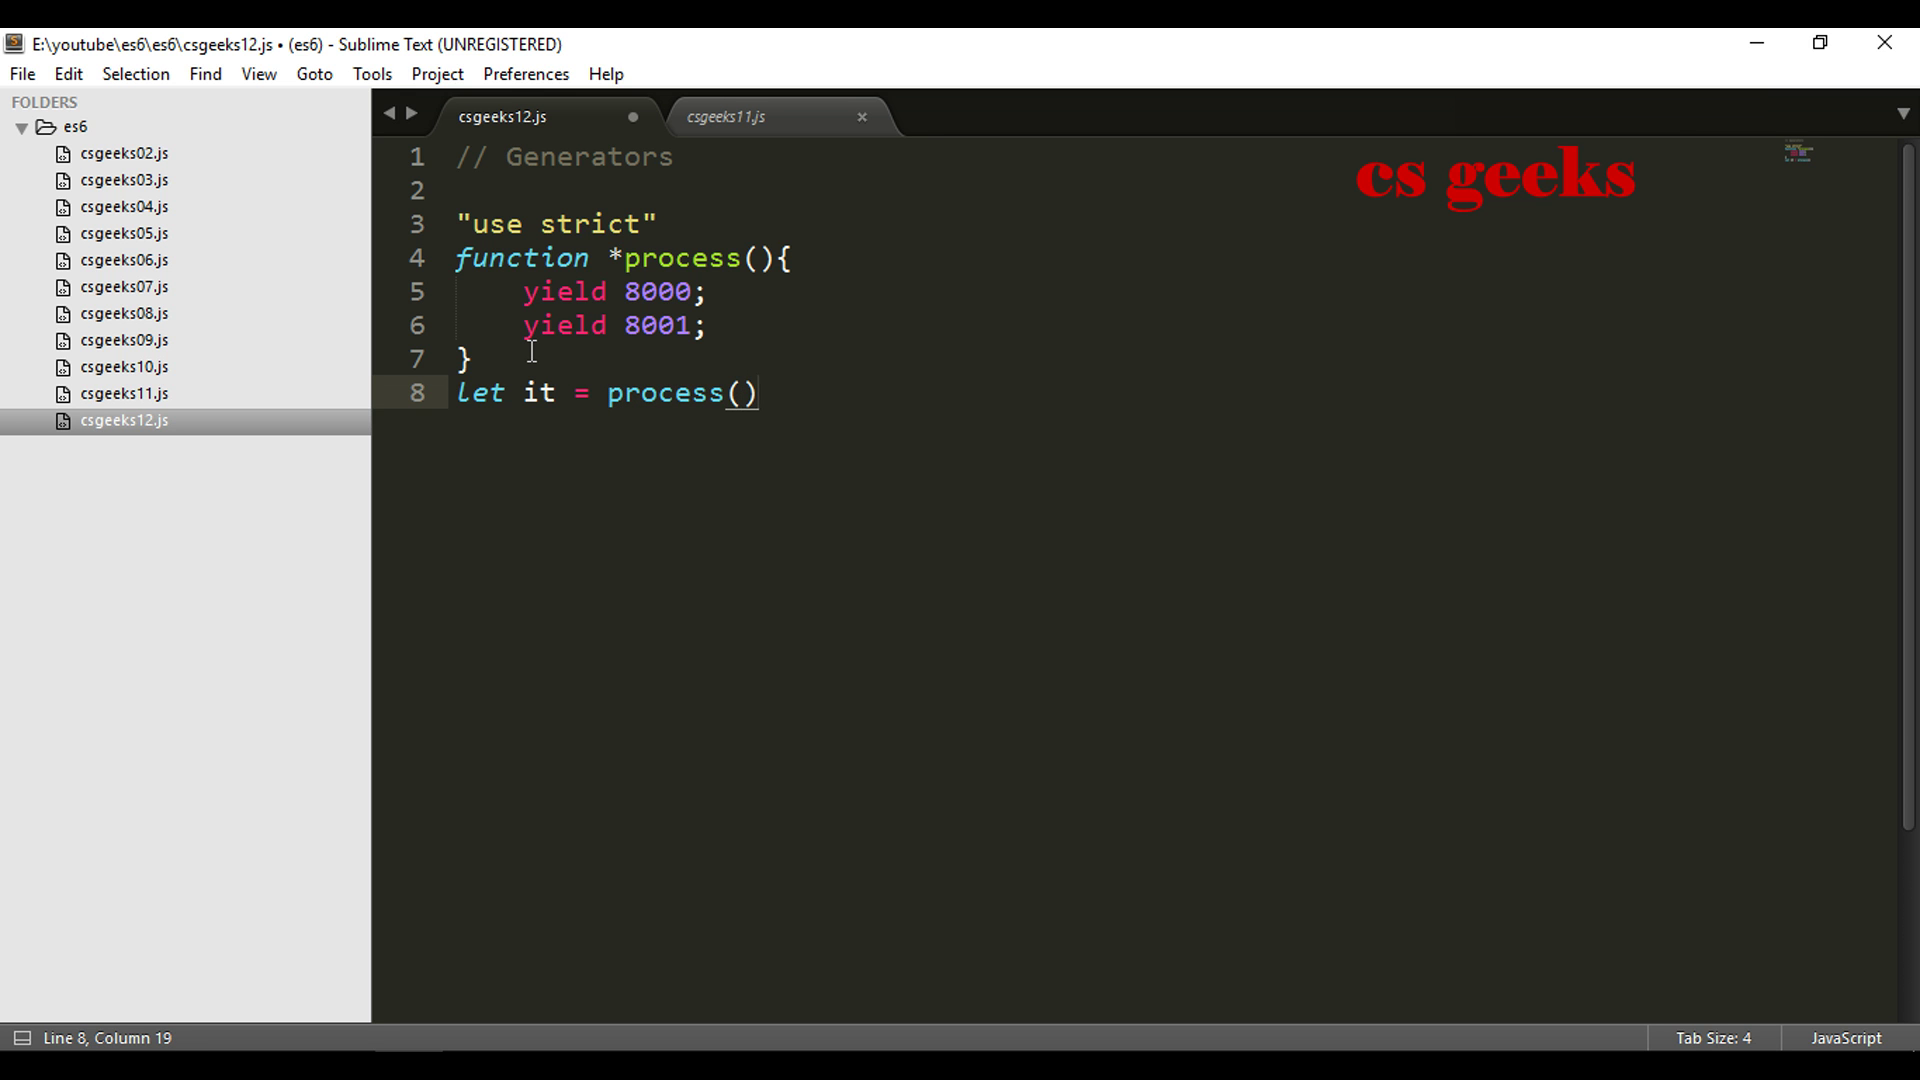 E:\youtube\es6\es6\csgeeks12.js • (es6) - Sublime Text (UNREGISTERED)
File Edit Selection Find View Goto Tools Project Preferences Help
FOLDERS
es6
csgeeks02.js
csgeeks03.js
csgeeks04.js
csgeeks05.js
csgeeks06.js
csgeeks07.js
csgeeks08.js
csgeeks09.js
csgeeks10.js
csgeeks11.js
csgeeks12.js
csgeeks12.js csgeeks11.js
cs geeks
1 // Generators
2
3 "use strict"
4 function *process(){
5 yield 8000;
6 yield 8001;
7 }
8 let it = process()
Line 8, Column 19 Tab Size: 4 JavaScript